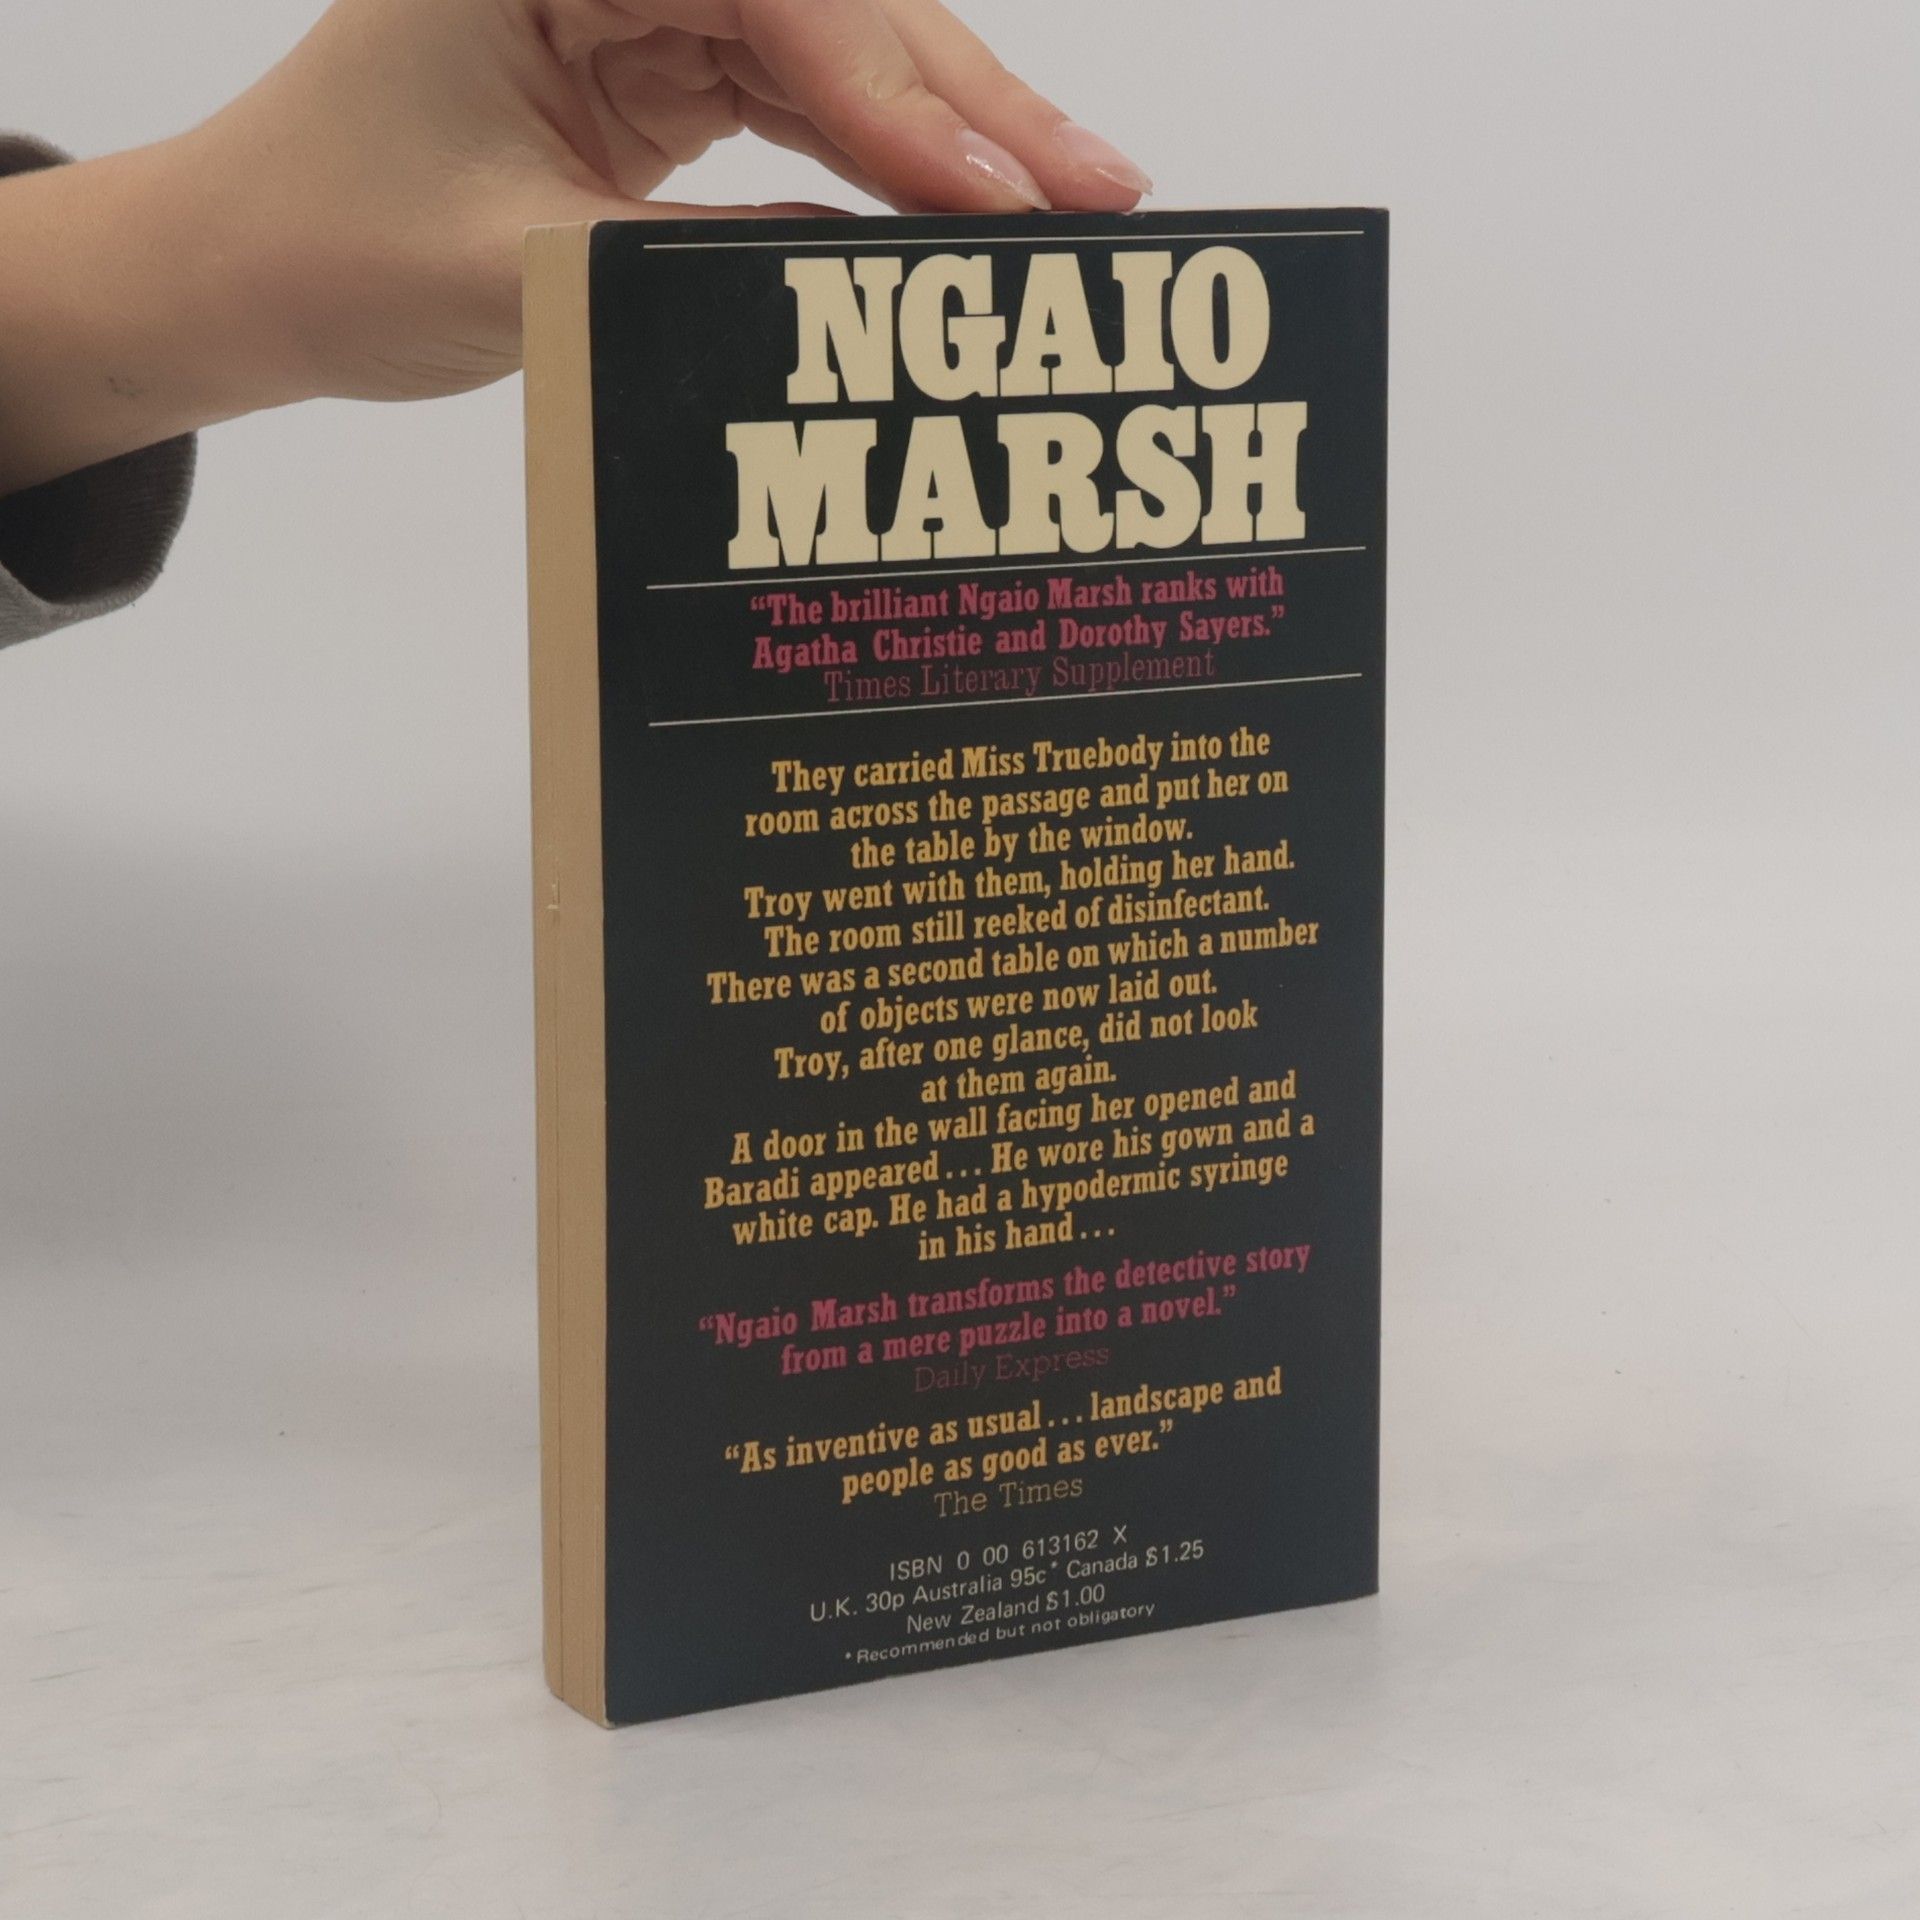 NGAIO
MARSH
“The brilliant Ngaio Marsh ranks with
Agatha Christie and Dorothy Sayers.”
Times Literary Supplement
They carried Miss Truebody into the
room across the passage and put her on
the table by the window.
Troy went with them, holding her hand.
The room still reeked of disinfectant.
There was a second table on which a number
of objects were now laid out.
Troy, after one glance, did not look
at them again.
A door in the wall facing her opened and
Baradi appeared... He wore his gown and a
white cap. He had a hypodermic syringe
in his hand...
“Ngaio Marsh transforms the detective story
from a mere puzzle into a novel.”
Daily Express
“As inventive as usual... landscape and
people as good as ever.”
The Times
ISBN 0 00 613162 X
U.K. 30p Australia 95c* Canada $1.25
New Zealand $1.00
*Recommended but not obligatory